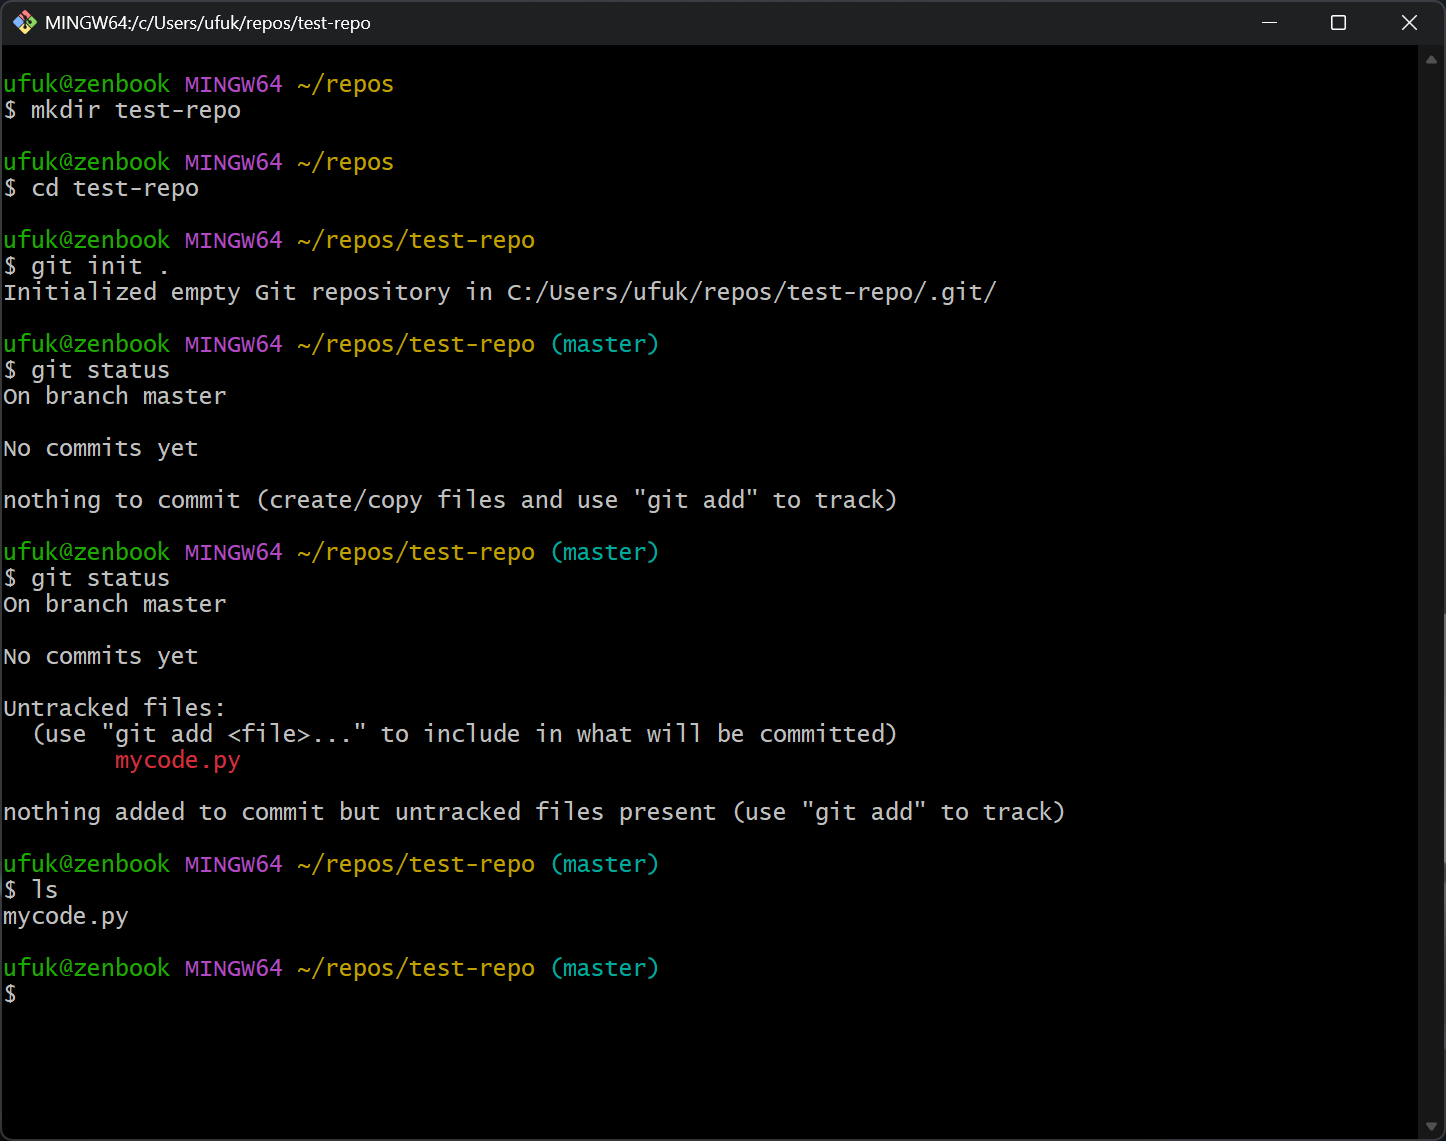 MINGW64:/c/Users/ufuk/repos/test-repo
ufuk@zenbook MINGW64 ~/repos
$ mkdir test-repo
ufuk@zenbook MINGW64 ~/repos
$ cd test-repo
ufuk@zenbook MINGW64 ~/repos/test-repo
$ git init .
Initialized empty Git repository in C:/Users/ufuk/repos/test-repo/.git/
ufuk@zenbook MINGW64 ~/repos/test-repo (master)
$ git status
On branch master
No commits yet
nothing to commit (create/copy files and use "git add" to track)
ufuk@zenbook MINGW64 ~/repos/test-repo (master)
$ git status
On branch master
No commits yet
Untracked files:
  (use "git add <file>..." to include in what will be committed)
        mycode.py
nothing added to commit but untracked files present (use "git add" to track)
ufuk@zenbook MINGW64 ~/repos/test-repo (master)
$ ls
mycode.py
ufuk@zenbook MINGW64 ~/repos/test-repo (master)
$